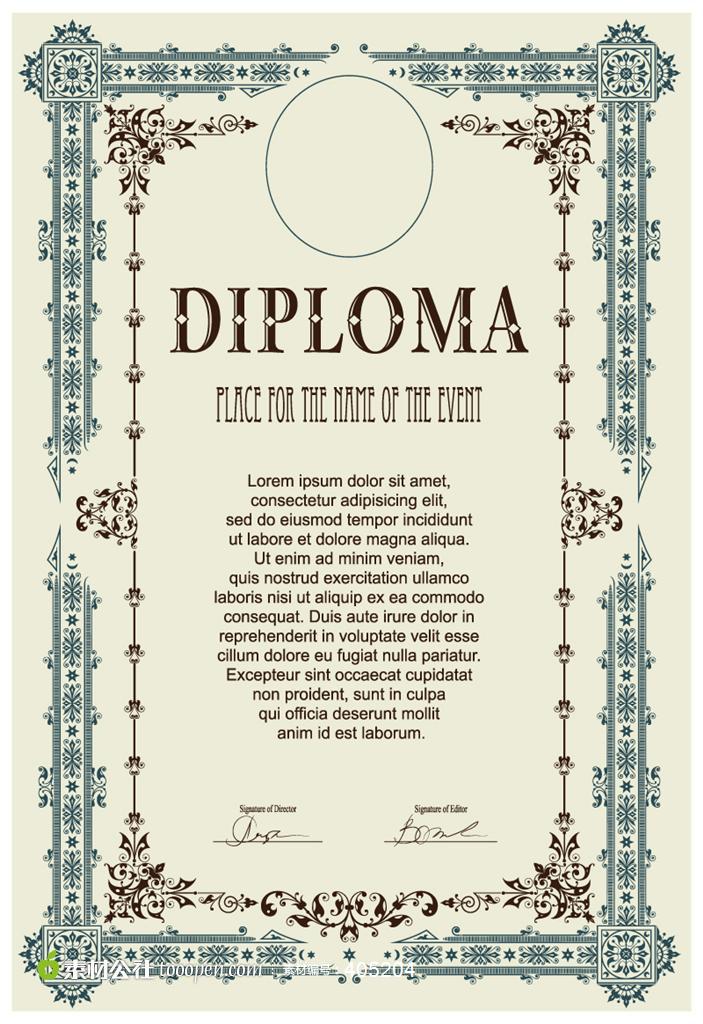 DIPLOMA
PLACE FOR THE NAME OF THE EVENT
Lorem ipsum dolor sit amet,
consectetur adipisicing elit,
sed do eiusmod tempor incididunt
ut labore et dolore magna aliqua.
Ut enim ad minim veniam,
quis nostrud exercitation ullamco
laboris nisi ut aliquip ex ea commodo
consequat. Duis aute irure dolor in
reprehenderit in voluptate velit esse
cillum dolore eu fugiat nulla pariatur.
Excepteur sint occaecat cupidatat
non proident, sunt in culpa
qui officia deserunt mollit
anim id est laborum.
Signature of Director Signature of Editor
素材公社 tooopen.com 素材编号: 405204